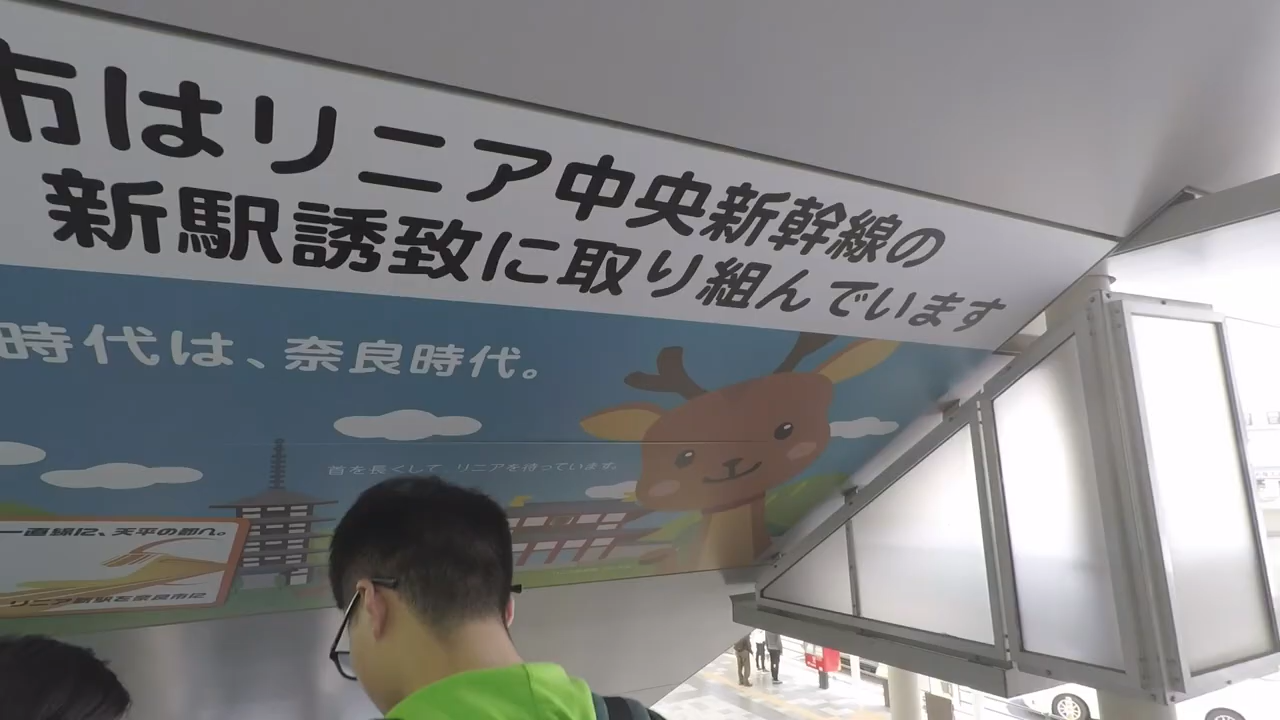 市はリニア中央新幹線の
新駅誘致に取り組んでいます
時代は、奈良時代。
首を長くして リニアを待っています。
一直線に、天平の都へ。
リニア新駅を奈良市に